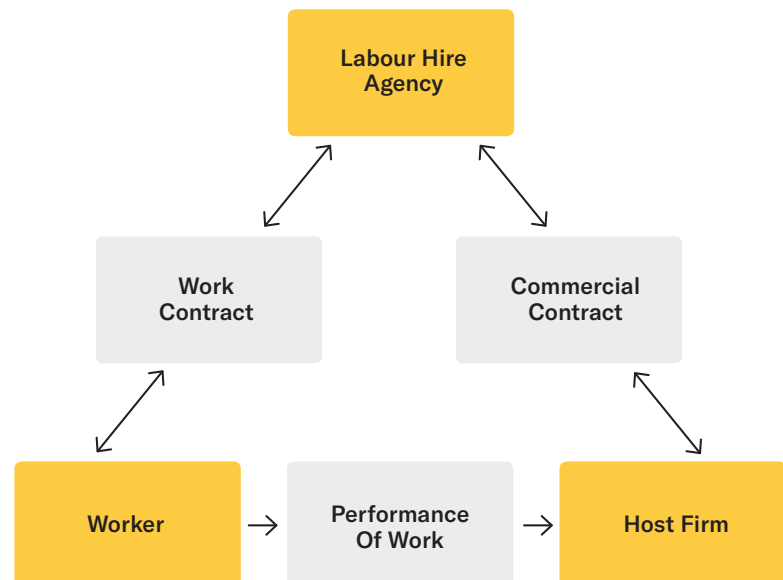 Labour Hire
Agency
Work
Contract
Commercial
Contract
Worker
Performance
Of Work
Host Firm